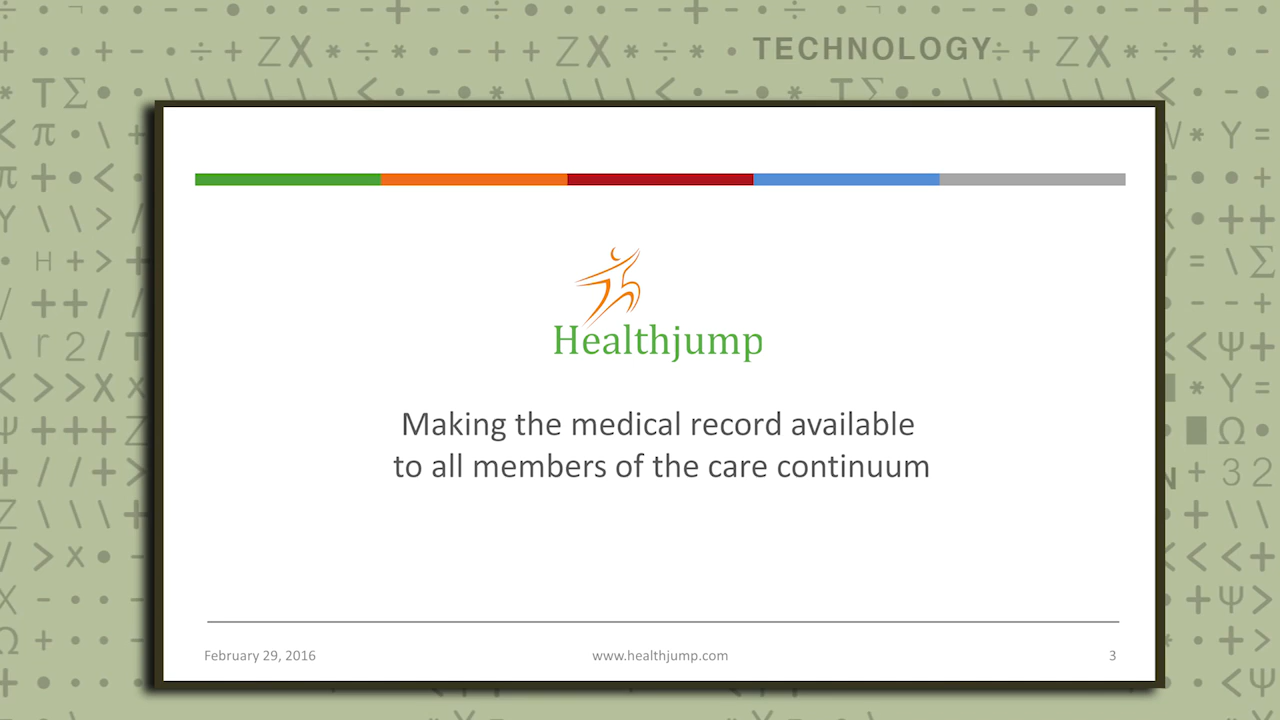 TECHNOLOGY
Healthjump
Making the medical record available
to all members of the care continuum
February 29, 2016
www.healthjump.com
3